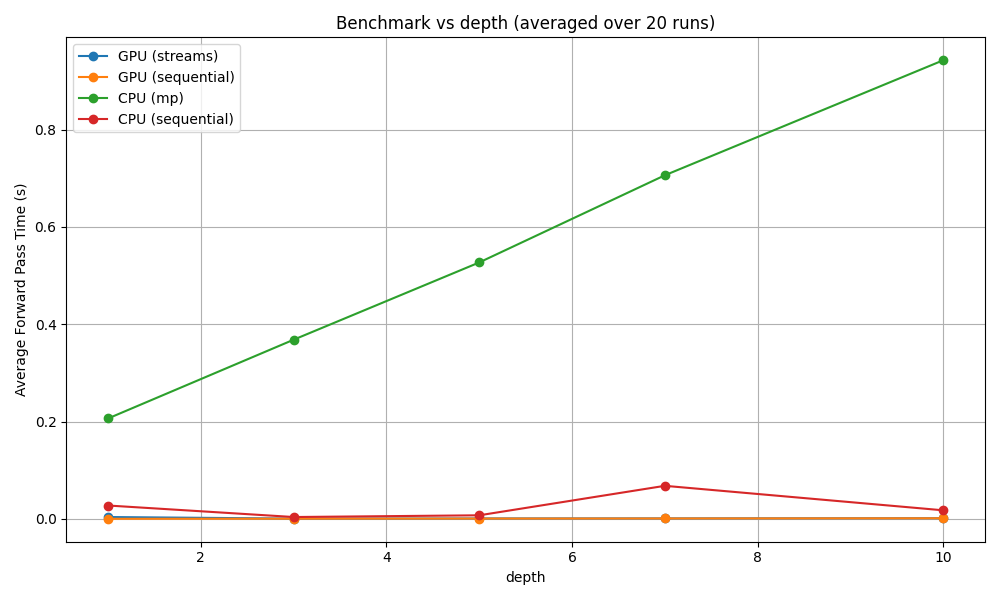 Benchmark vs depth (averaged over 20 runs)
GPU (streams)
GPU (sequential)
CPU (mp)
CPU (sequential)
Average Forward Pass Time (s)
0.8
0.6
0.4
0.2
0.0
2 4 6 8 10
depth